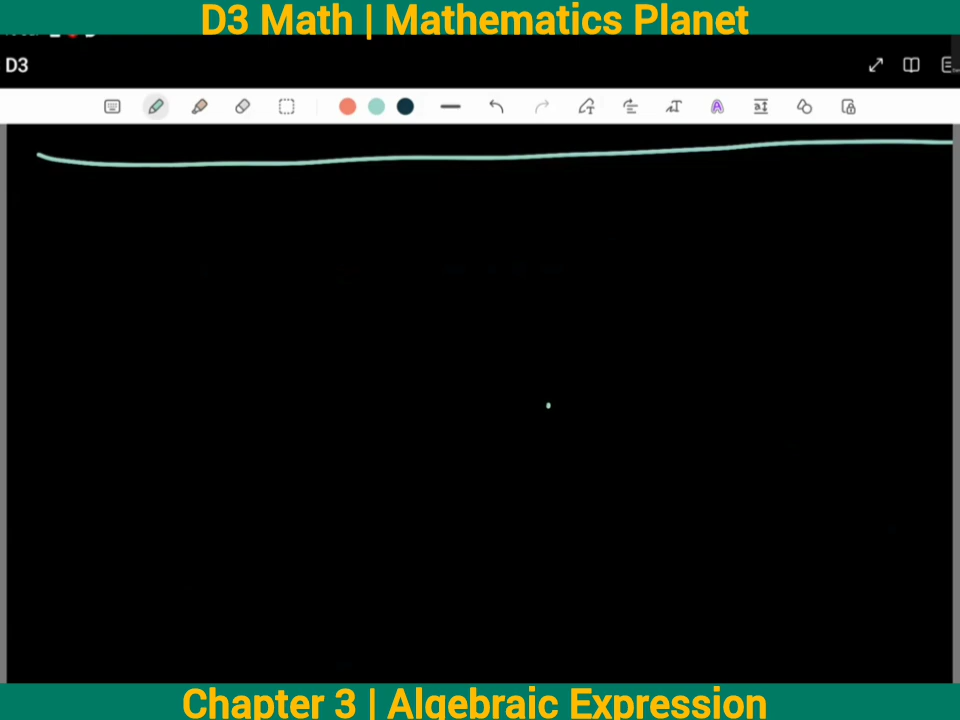 D3 Math | Mathematics Planet
D3
Chapter 3 | Algebraic Expression